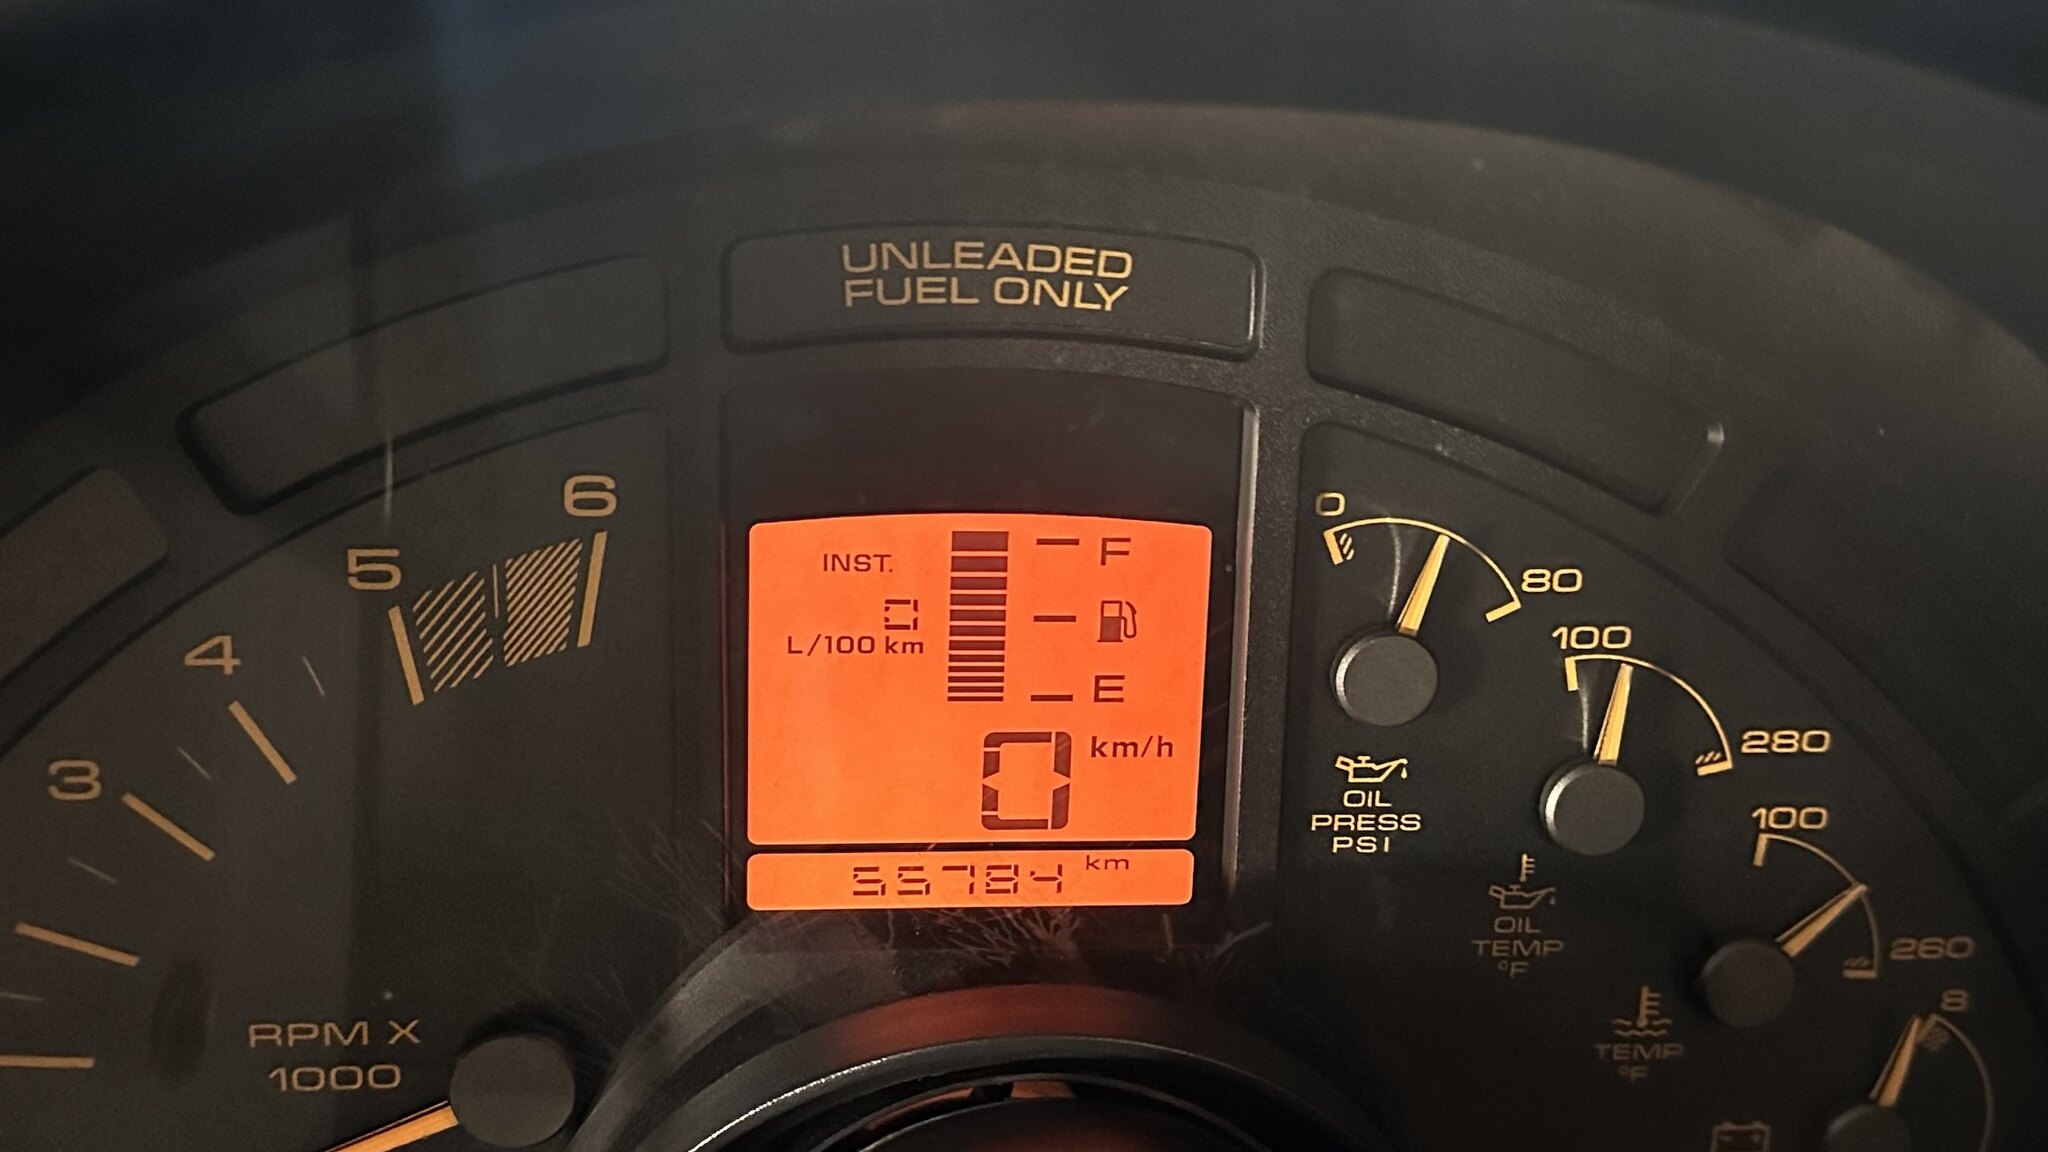 UNLEADED
FUEL ONLY
6
5
4
3
RPM X
1000
INST.
0
L/100 km
F
E
0 km/h
55784 km
0
80
OIL
PRESS
PSI
100
280
OIL
TEMP
°F
100
260
TEMP
°F
8